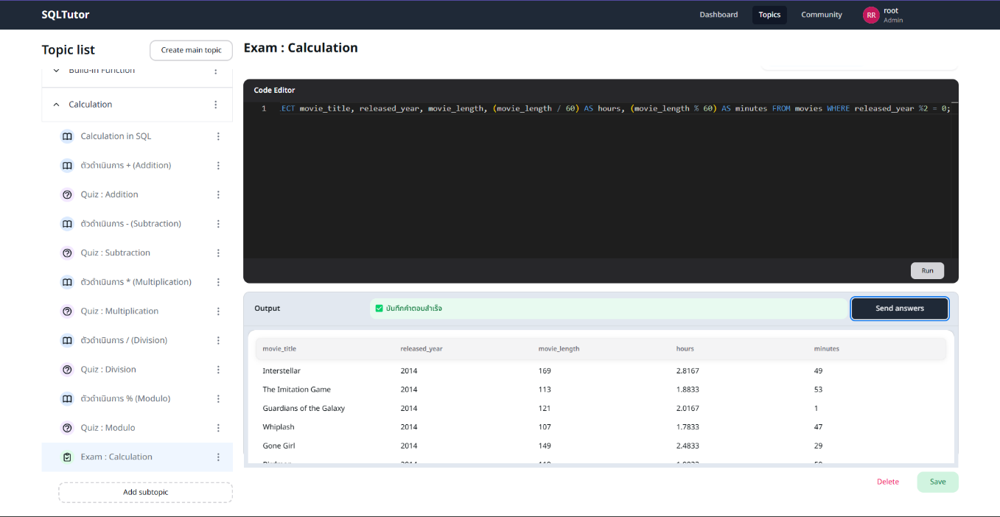 SQLTutor
Dashboard
Topics
Community
RR
root
Admin
Topic list
Create main topic
Build-in Function
Calculation
Calculation in SQL
ตัวดำเนินการ + (Addition)
Quiz : Addition
ตัวดำเนินการ - (Subtraction)
Quiz : Subtraction
ตัวดำเนินการ * (Multiplication)
Quiz : Multiplication
ตัวดำเนินการ / (Division)
Quiz : Division
ตัวดำเนินการ % (Modulo)
Quiz : Modulo
Exam : Calculation
Add subtopic
Exam : Calculation
Code Editor
1 ECT movie_title, released_year, movie_length, (movie_length / 60) AS hours, (movie_length % 60) AS minutes FROM movies WHERE released_year %2 = 0;
Run
Output
บันทึกคำตอบสำเร็จ
Send answers
movie_title released_year movie_length hours minutes
Interstellar 2014 169 2.8167 49
The Imitation Game 2014 113 1.8833 53
Guardians of the Galaxy 2014 121 2.0167 1
Whiplash 2014 107 1.7833 47
Gone Girl 2014 149 2.4833 29
Delete
Save